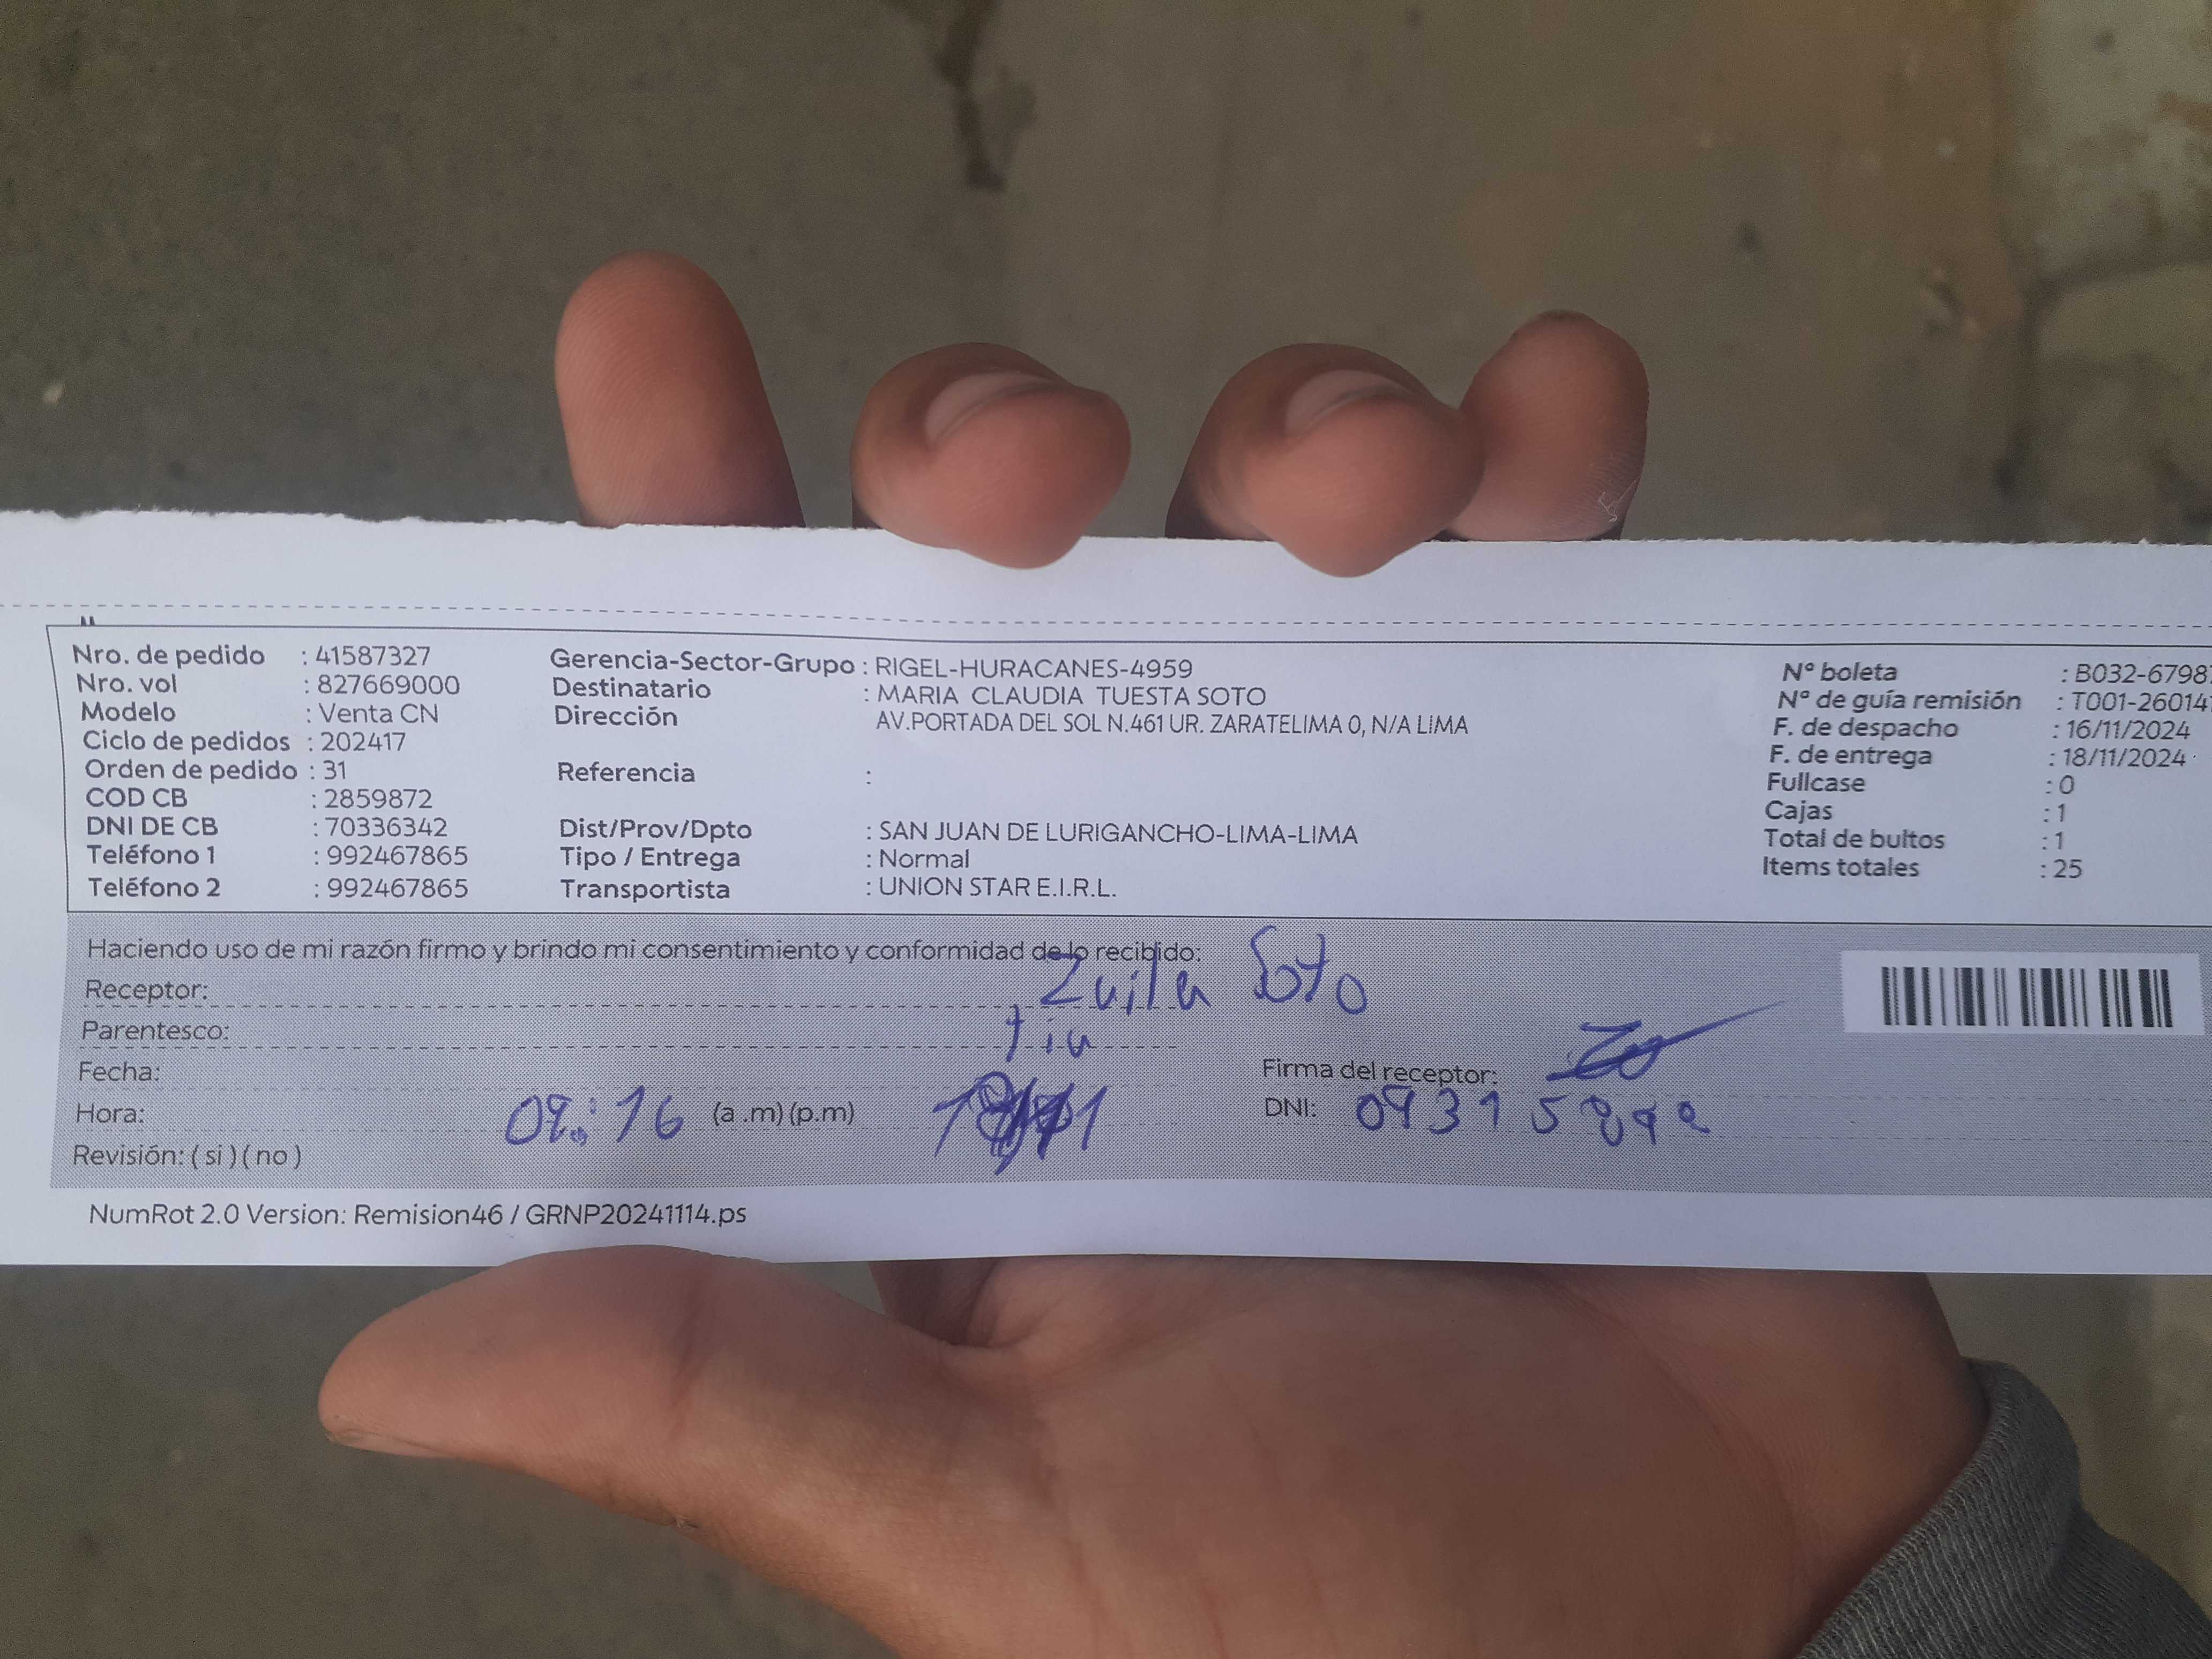 Nro. de pedido : 41587327
Nro. vol : 827669000
Modelo : Venta CN
Ciclo de pedidos : 202417
Orden de pedido : 31
COD CB : 2859872
DNI DE CB : 70336342
Teléfono 1 : 992467865
Teléfono 2 : 992467865
Gerencia-Sector-Grupo : RIGEL-HURACANES-4959
Destinatario : MARIA CLAUDIA TUESTA SOTO
Dirección AV.PORTADA DEL SOL N.461 UR. ZARATELIMA 0, N/A LIMA
Referencia :
Dist/Prov/Dpto : SAN JUAN DE LURIGANCHO-LIMA-LIMA
Tipo / Entrega : Normal
Transportista : UNION STAR E.I.R.L.
Nº boleta : B032-6798
Nº de guía remisión : T001-26014
F. de despacho : 16/11/2024
F. de entrega : 18/11/2024
Fullcase : 0
Cajas : 1
Total de bultos : 1
Items totales : 25
Haciendo uso de mi razón firmo y brindo mi consentimiento y conformidad de lo recibido:
Receptor: Zuila Soto
Parentesco: tia
Fecha:
Firma del receptor:
Hora: 09:16 (a .m) (p.m)
DNI:
Revisión: ( si ) ( no )
NumRot 2.0 Version: Remision46 / GRNP20241114.ps